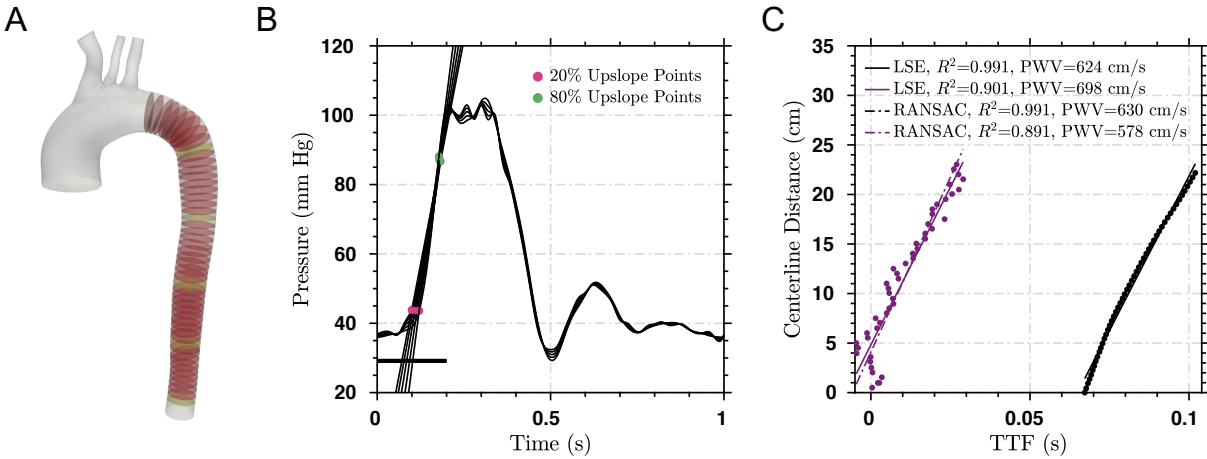 A
B
C
120
100
80
60
40
20
Pressure (mm Hg)
20% Upslope Points
80% Upslope Points
0
0.5
1
Time (s)
35
30
25
20
15
10
5
0
Centerline Distance (cm)
LSE, R²=0.991, PWV=624 cm/s
LSE, R²=0.901, PWV=698 cm/s
RANSAC, R²=0.991, PWV=630 cm/s
RANSAC, R²=0.891, PWV=578 cm/s
0
0.05
0.1
TTF (s)